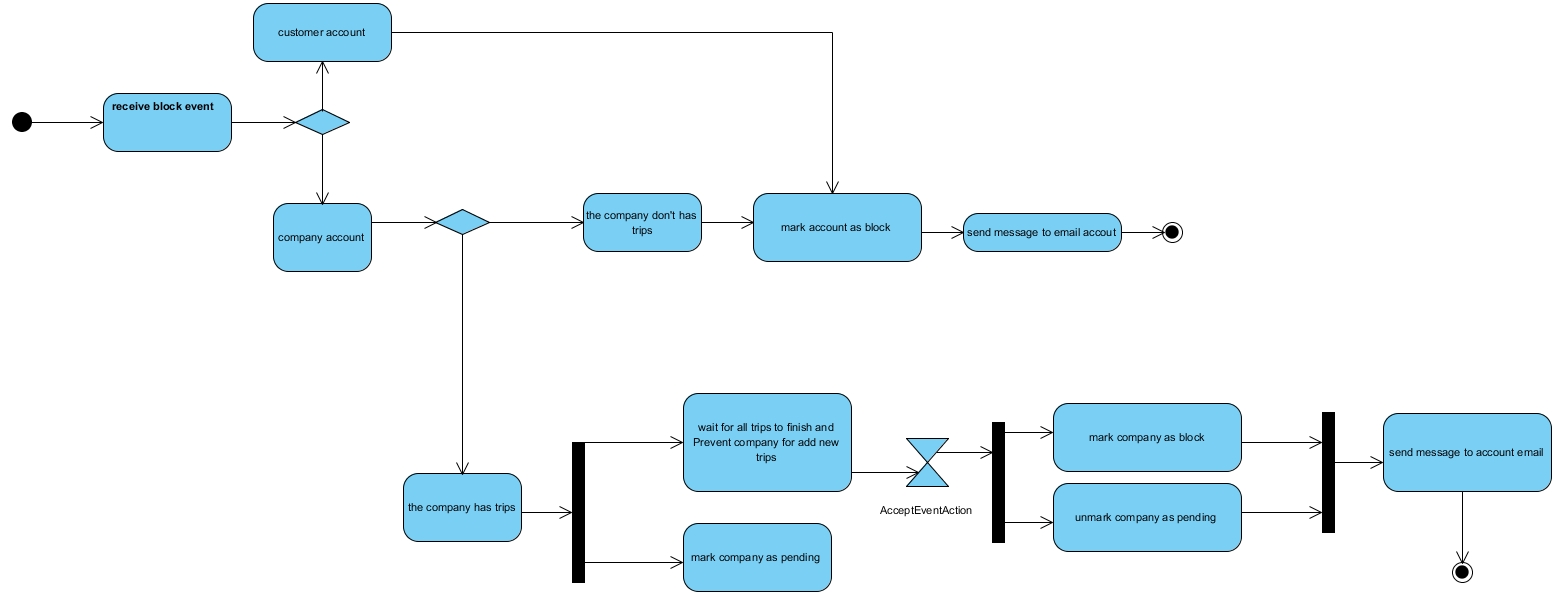 customer account
receive block event
company account
the company don't has
trips
mark account as block
send message to email accout
wait for all trips to finish and
Prevent company for add new
trips
mark company as block
send message to account email
the company has trips
AcceptEventAction
unmark company as pending
mark company as pending